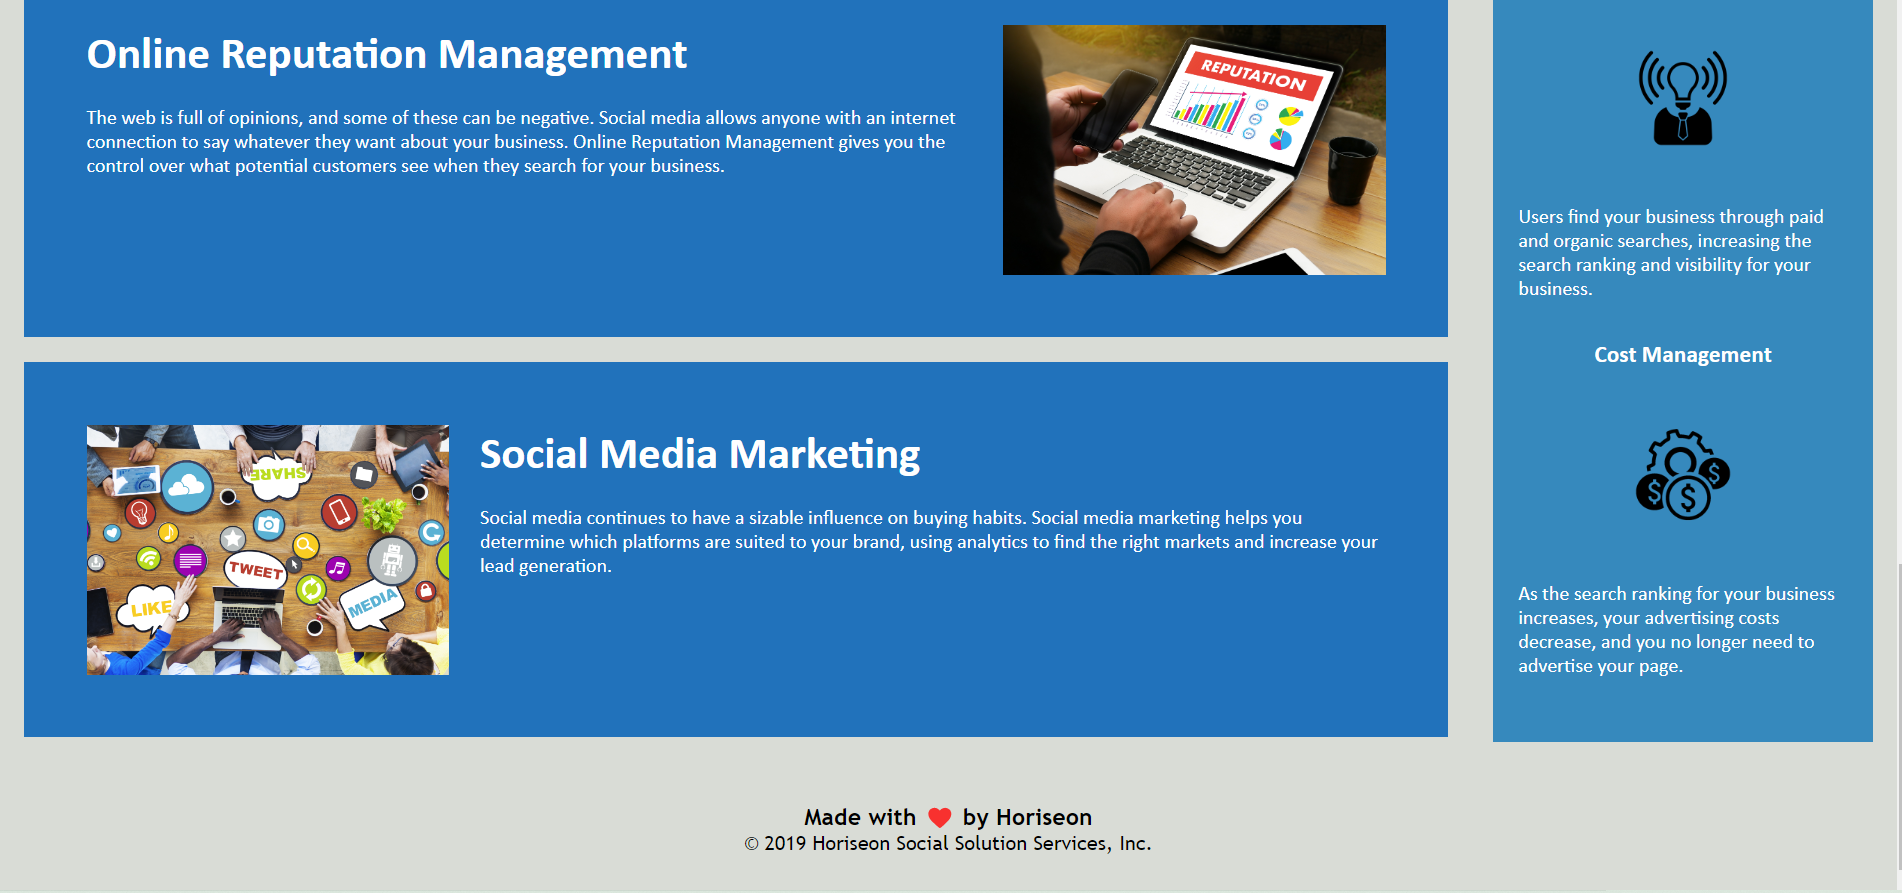 Online Reputation Management
The web is full of opinions, and some of these can be negative. Social media allows anyone with an internet
connection to say whatever they want about your business. Online Reputation Management gives you the
control over what potential customers see when they search for your business.
REPUTATION
Social Media Marketing
Social media continues to have a sizable influence on buying habits. Social media marketing helps you
determine which platforms are suited to your brand, using analytics to find the right markets and increase your
lead generation.
SHARE
TWEET
LIKE
MEDIA
Users find your business through paid
and organic searches, increasing the
search ranking and visibility for your
business.
Cost Management
$
$
$
As the search ranking for your business
increases, your advertising costs
decrease, and you no longer need to
advertise your page.
Made with ❤️ by Horiseon
© 2019 Horiseon Social Solution Services, Inc.